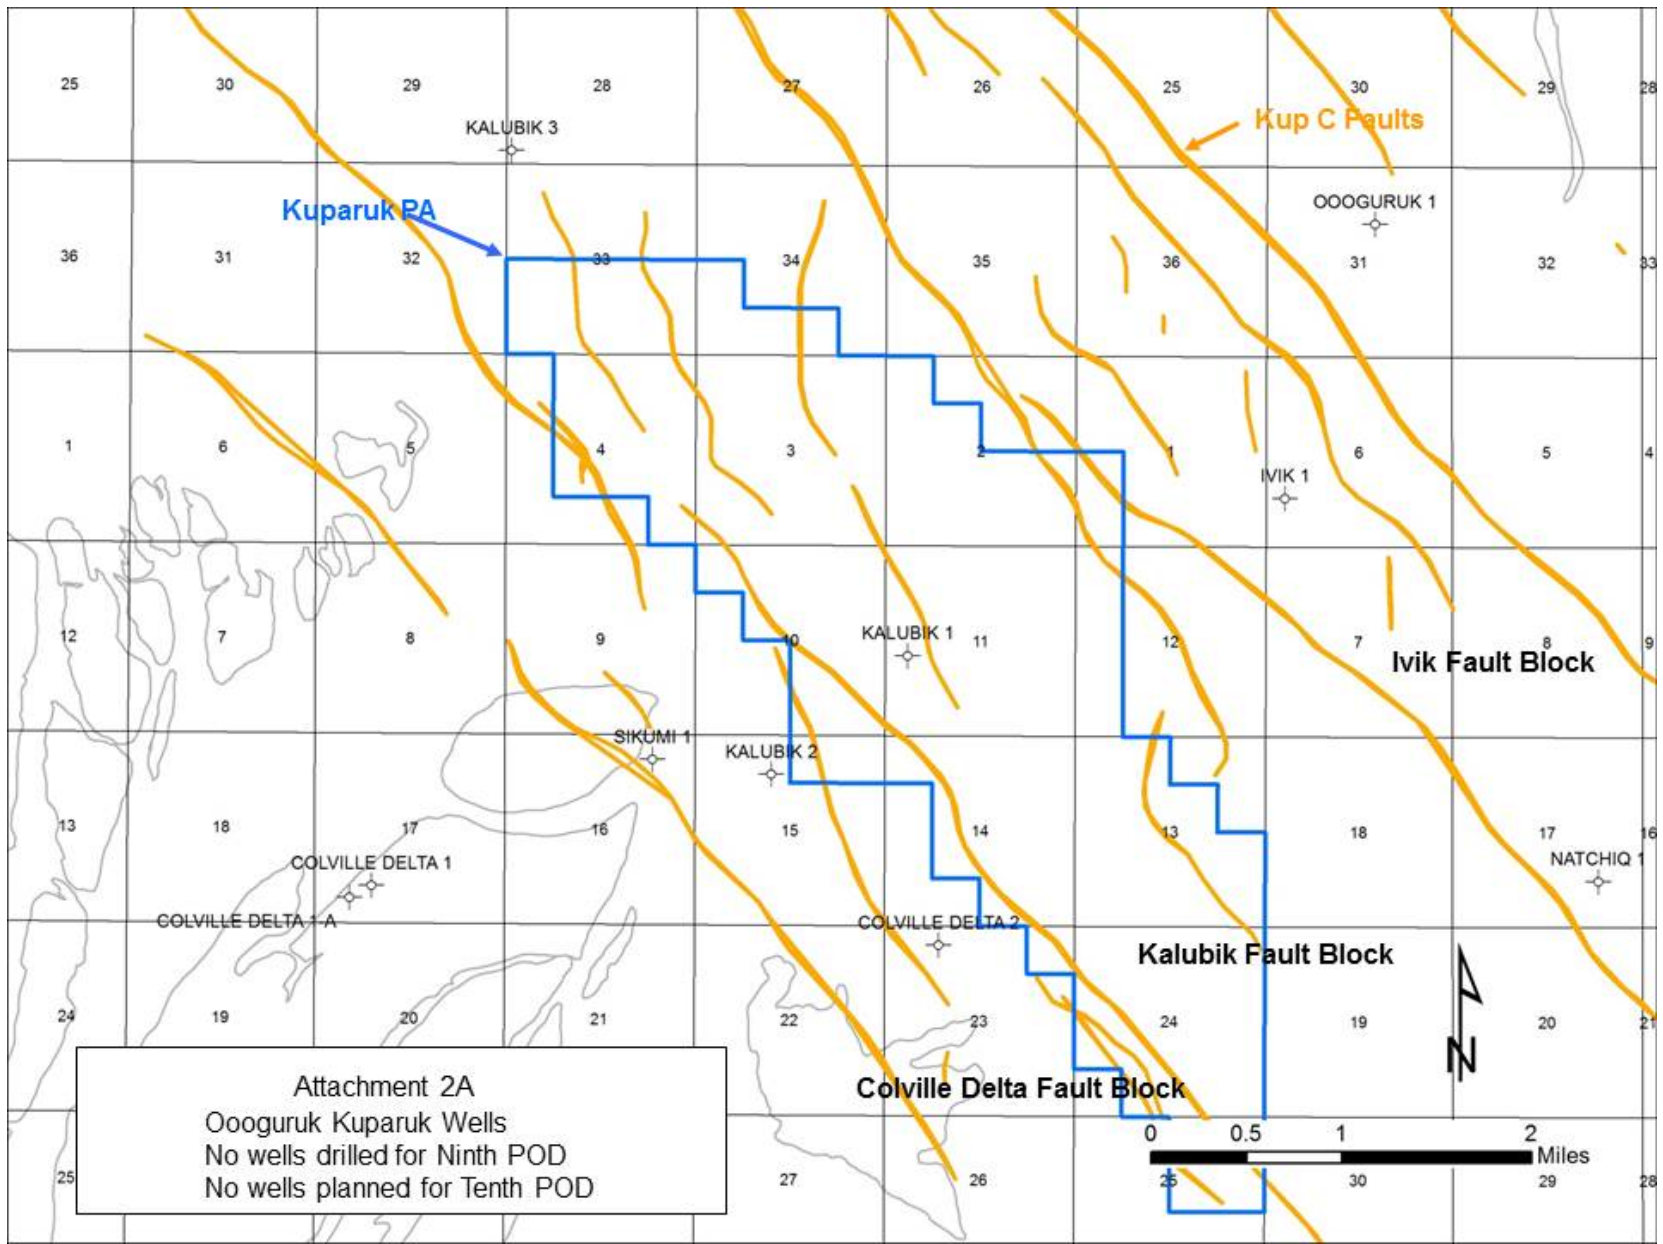 25 30 29 28 27 26 25 30 29 28
KALUBIK 3
Kup C Faults
OOOGURUK 1
Kuparuk PA
36 31 32 33 34 35 36 31 32 33
1 6 5 4 3 2 1 6 5 4
IVIK 1
12 7 8 9 10 11 12 7 8 9
KALUBIK 1
Ivik Fault Block
SIKUMI 1
KALUBIK 2
13 18 17 16 15 14 13 18 17 16
NATCHIQ 1
COLVILLE DELTA 1
COLVILLE DELTA 1-A
COLVILLE DELTA 2
Kalubik Fault Block
24 19 20 21 22 23 24 19 20 21
N
Colville Delta Fault Block
Attachment 2A
Oooguruk Kuparuk Wells
No wells drilled for Ninth POD
No wells planned for Tenth POD
0 0.5 1 2
Miles
25 27 26 25 30 29 28